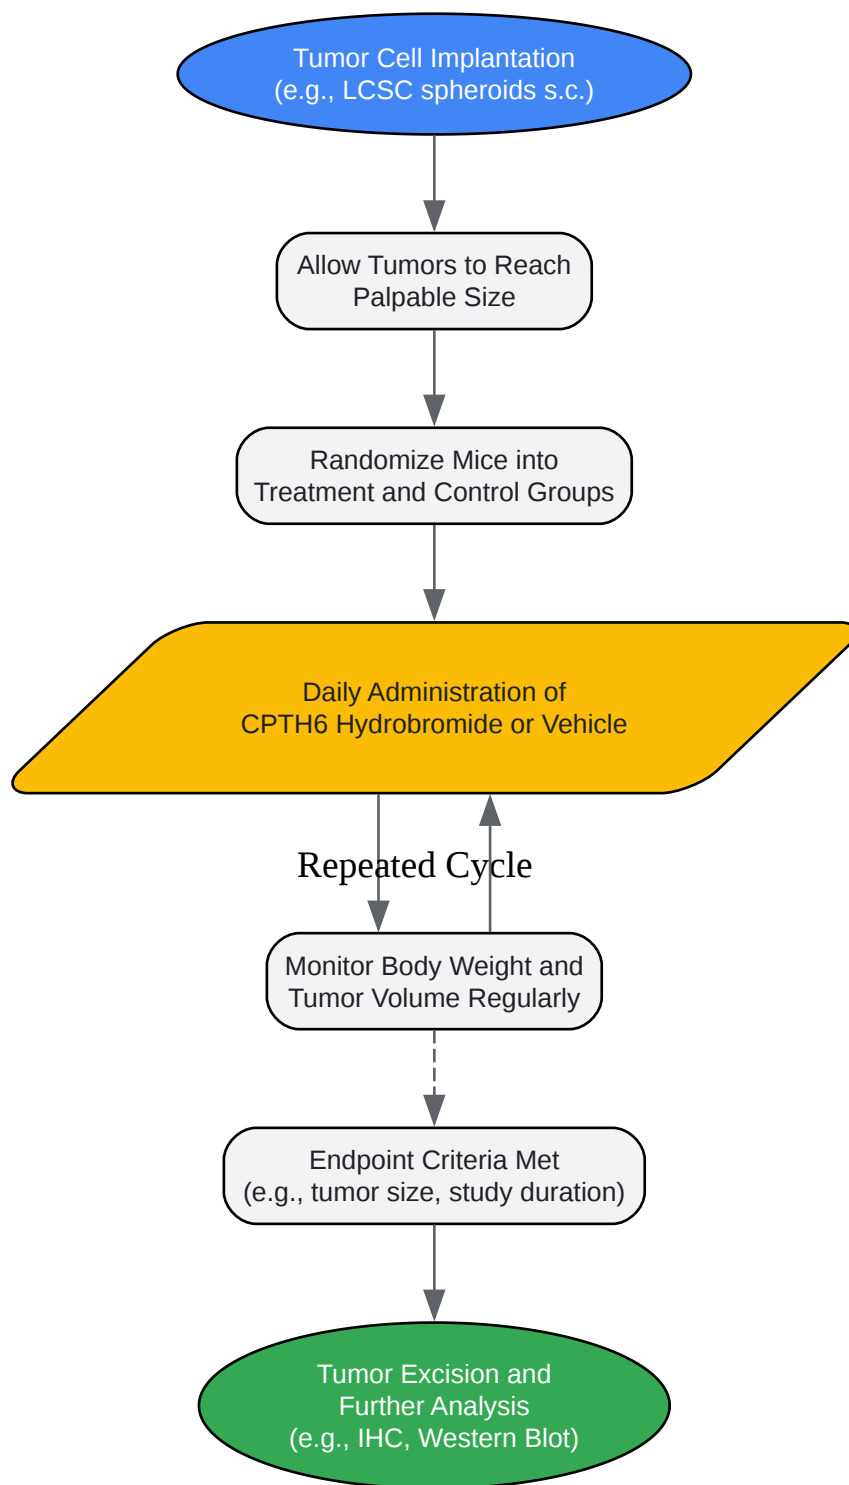 Tumor Cell Implantation
(e.g., LCSC spheroids s.c.)
Allow Tumors to Reach
Palpable Size
Randomize Mice into
Treatment and Control Groups
Daily Administration of
CPTH6 Hydrobromide or Vehicle
Repeated Cycle
Monitor Body Weight and
Tumor Volume Regularly
Endpoint Criteria Met
(e.g., tumor size, study duration)
Tumor Excision and
Further Analysis
(e.g., IHC, Western Blot)